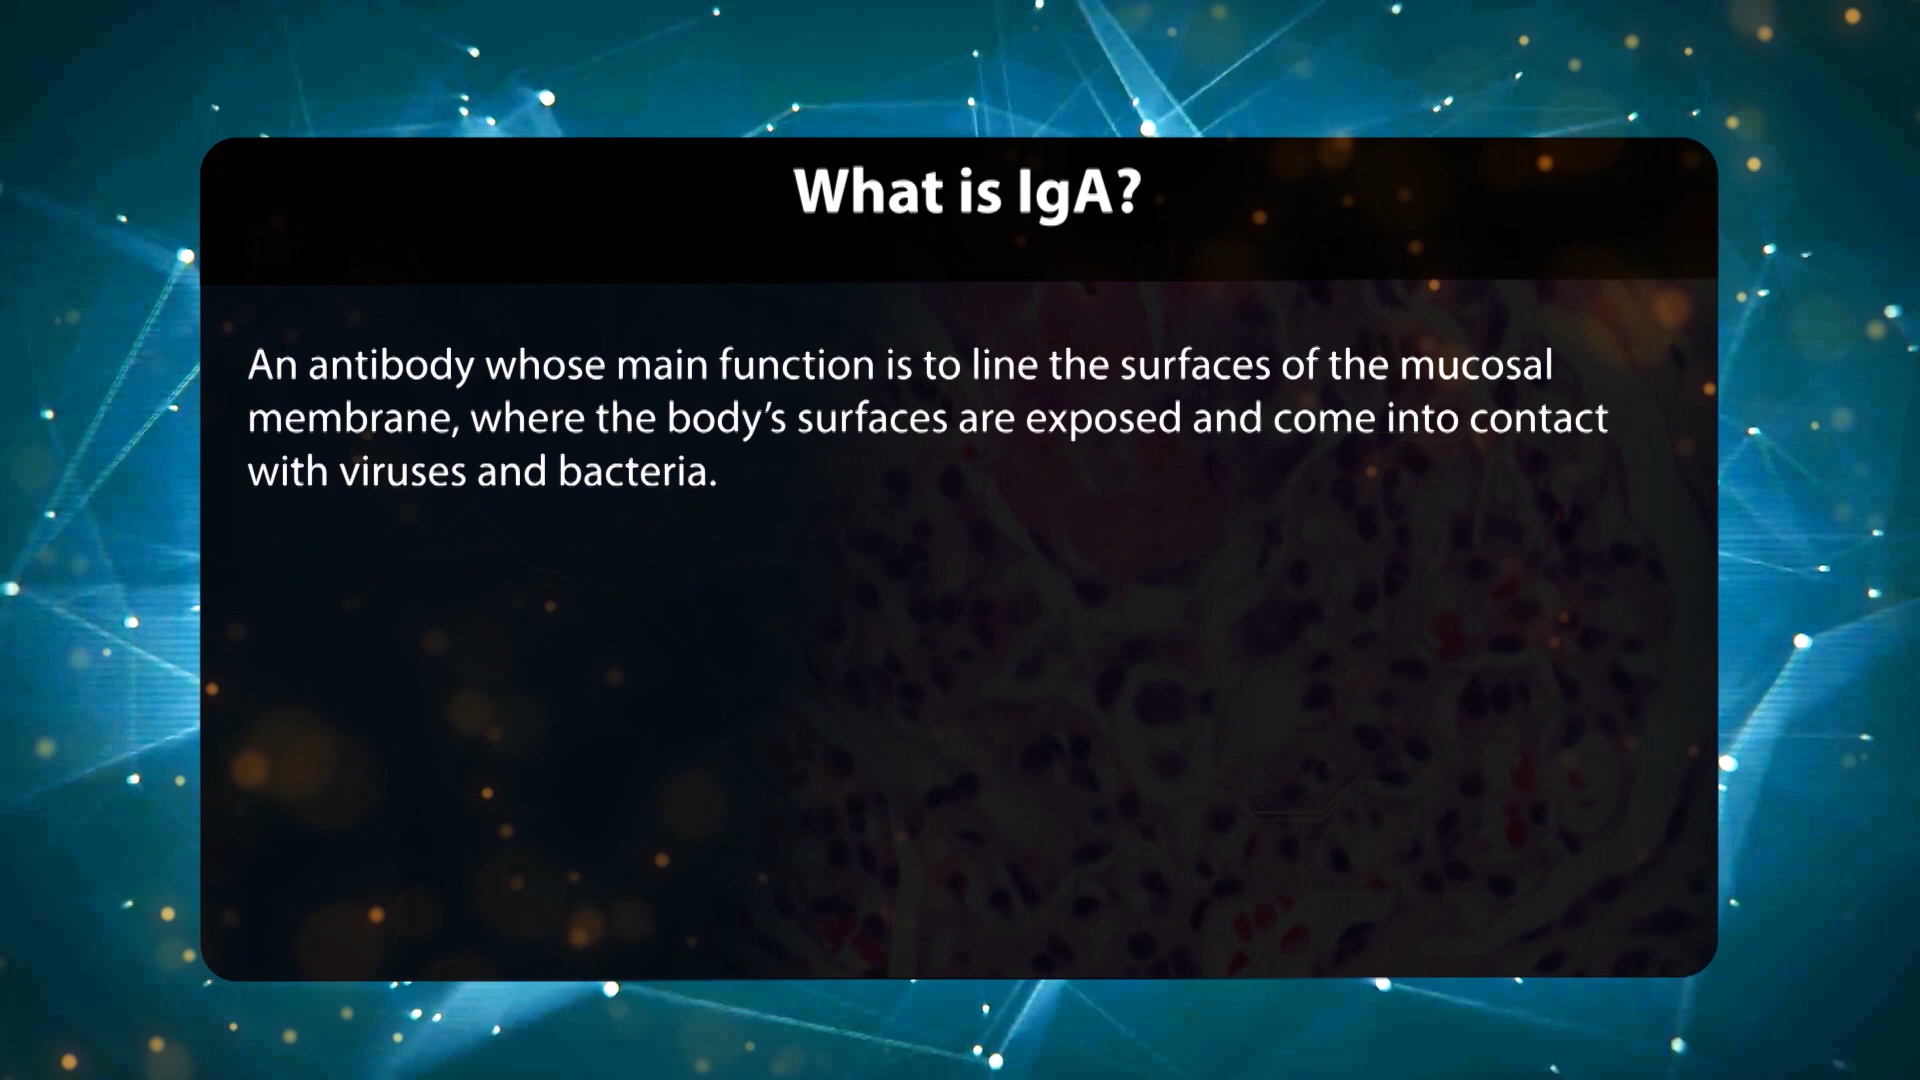 What is IgA?
An antibody whose main function is to line the surfaces of the mucosal
membrane, where the body’s surfaces are exposed and come into contact
with viruses and bacteria.